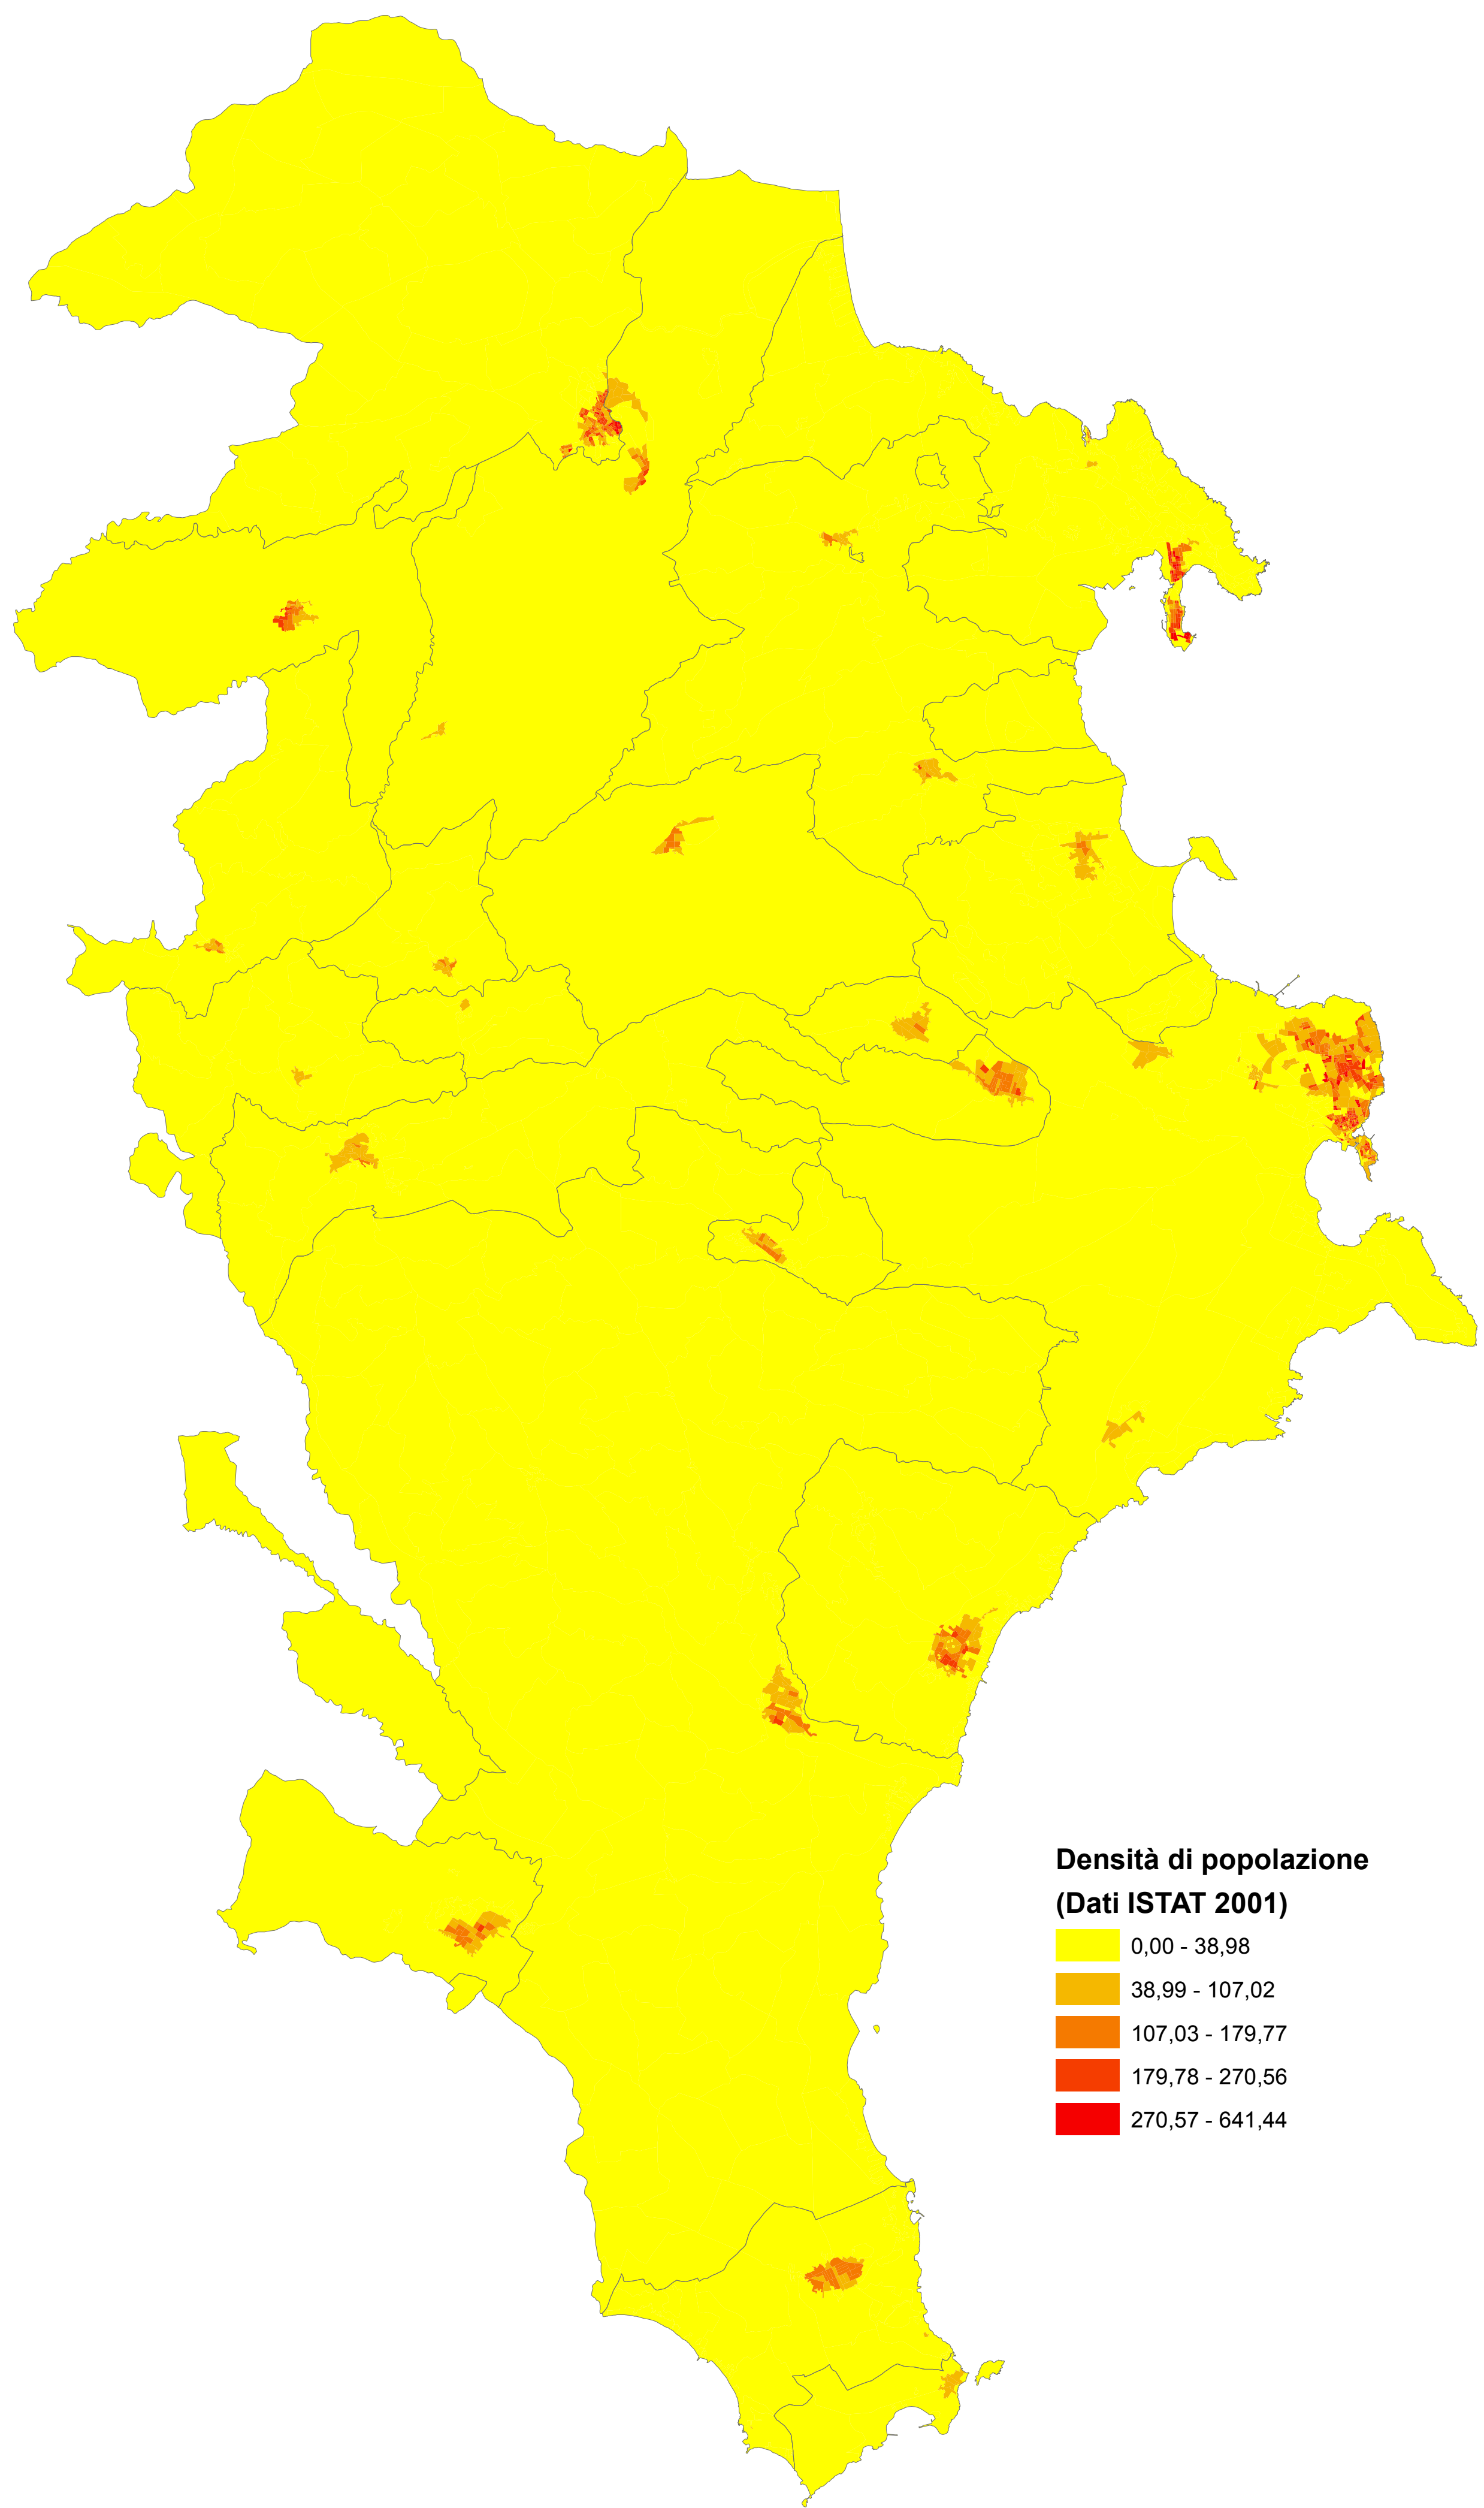 Densità di popolazione
(Dati ISTAT 2001)
0,00 - 38,98
38,99 - 107,02
107,03 - 179,77
179,78 - 270,56
270,57 - 641,44